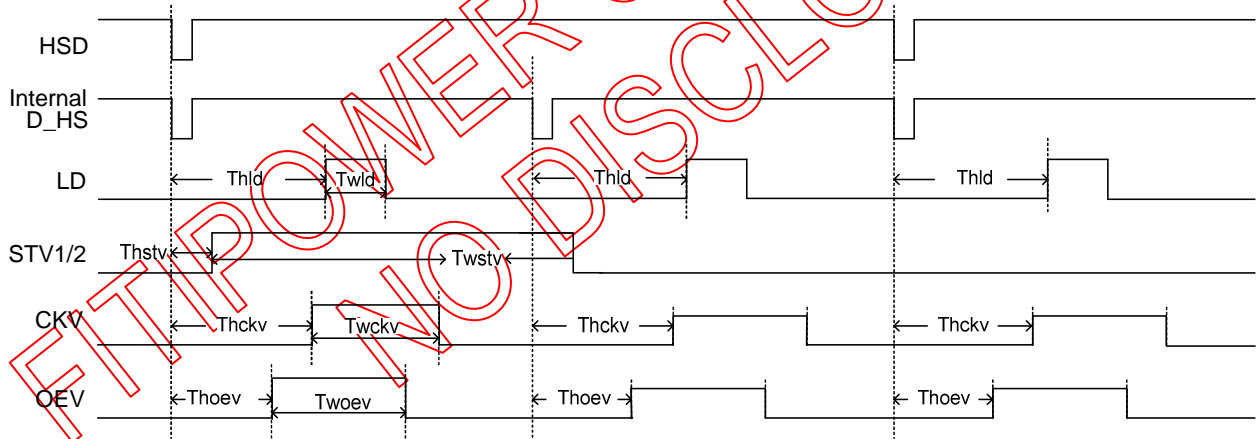 HSD
Internal
D_HS
LD
Thld
Twld
Thld
Thld
STV1/2
Thstv
Twstv
CKV
Thckv
Twckv
Thckv
Thckv
OEV
Thoev
Twoev
Thoev
Thoev
FITIPOWER
NO DISCLO